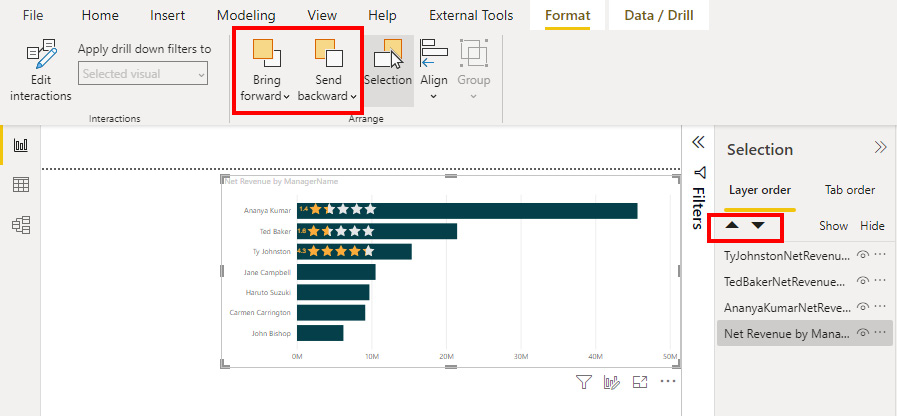 File Home Insert Modeling View Help External Tools Format Data / Drill
Apply drill down filters to
Selected visual
Edit
interactions
Bring
forward
Send
backward
Selection
Align
Group
Interactions
Arrange
Net Revenue by ManagerName
Ananya Kumar 1.4
Ted Baker 1.6
Ty Johnston 4.3
Jane Campbell
Haruto Suzuki
Carmen Carrington
John Bishop
0M 10M 20M 30M 40M 50M
Filters
Selection
Layer order Tab order
Show Hide
TyJohnstonNetRevenu...
TedBakerNetRevenue...
AnanyaKumarNetReve...
Net Revenue by Mana...